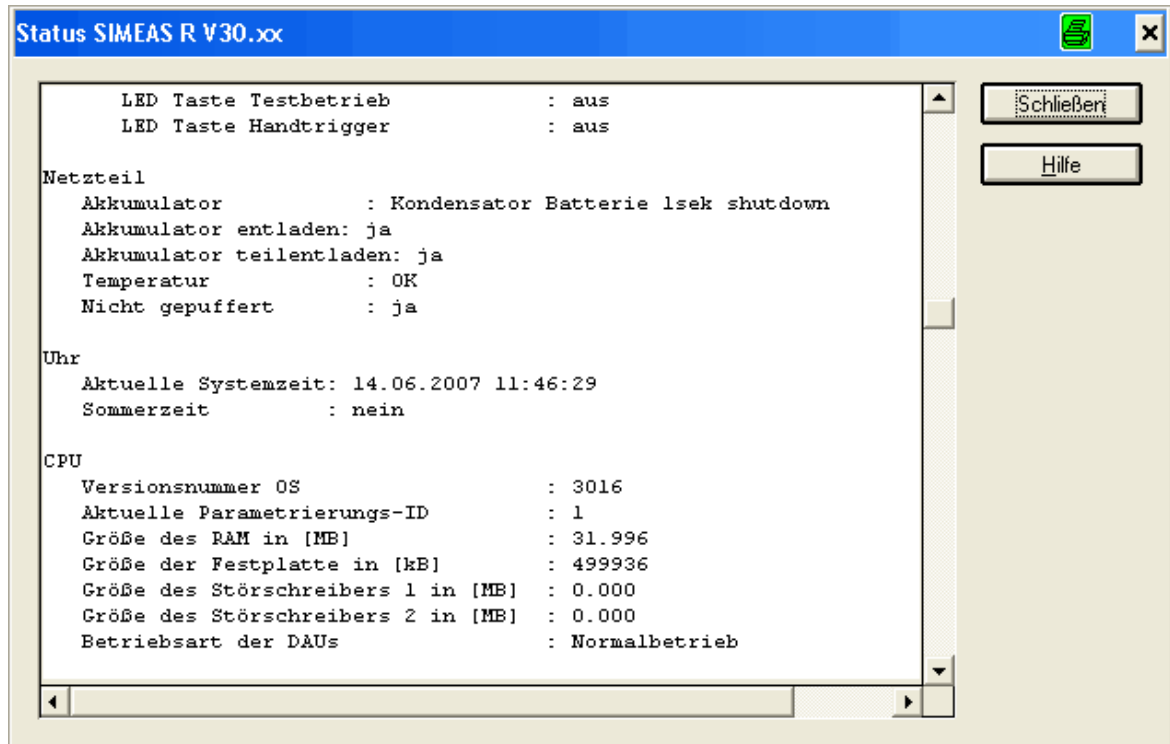 Status SIMEAS R V30.xx
LED Taste Testbetrieb : aus
LED Taste Handtrigger : aus
Schließen
Hilfe
Netzteil
Akkumulator : Kondensator Batterie 1sek shutdown
Akkumulator entladen: ja
Akkumulator teilentladen: ja
Temperatur : OK
Nicht gepuffert : ja
Uhr
Aktuelle Systemzeit: 14.06.2007 11:46:29
Sommerzeit : nein
CPU
Versionsnummer OS : 3016
Aktuelle Parametrierungs-ID : 1
Größe des RAM in [MB] : 31.996
Größe der Festplatte in [kB] : 499936
Größe des Störschreibers 1 in [MB] : 0.000
Größe des Störschreibers 2 in [MB] : 0.000
Betriebsart der DAUs : Normalbetrieb